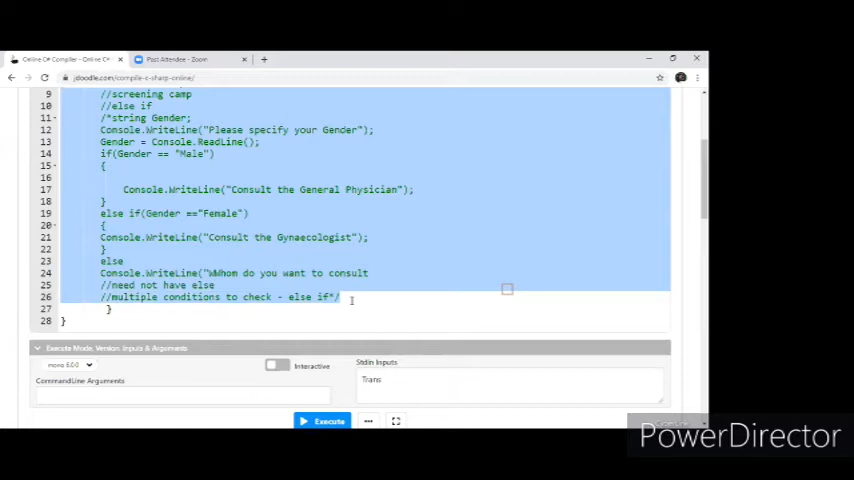 Online C# Compiler - Online C#
Past Attendee - Zoom
jdoodle.com/compile-c-sharp-online/
9 //screening camp
10 //else if
11 /*string Gender;
12 Console.WriteLine("Please specify your Gender");
13 Gender = Console.ReadLine();
14 if(Gender == "Male")
15 {
16
17 Console.WriteLine("Consult the General Physician");
18 }
19 else if(Gender =="Female")
20 {
21 Console.WriteLine("Consult the Gynaecologist");
22 }
23 else
24 Console.WriteLine("WWhom do you want to consult
25 //need not have else
26 //multiple conditions to check - else if*/
27 }
28 }
Execute Mode, Version, Inputs & Arguments
mono 6.0.0
Interactive
Stdin Inputs
CommandLine Arguments
Trans
Execute
CyberLink
PowerDirector